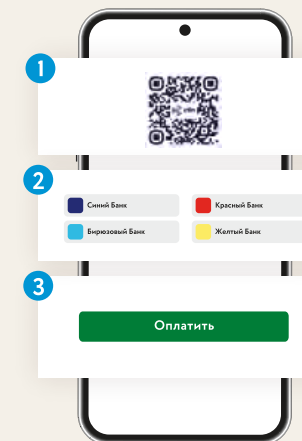 1
2
Синий Банк
Красный Банк
Бирюзовый Банк
Желтый Банк
3
Оплатить